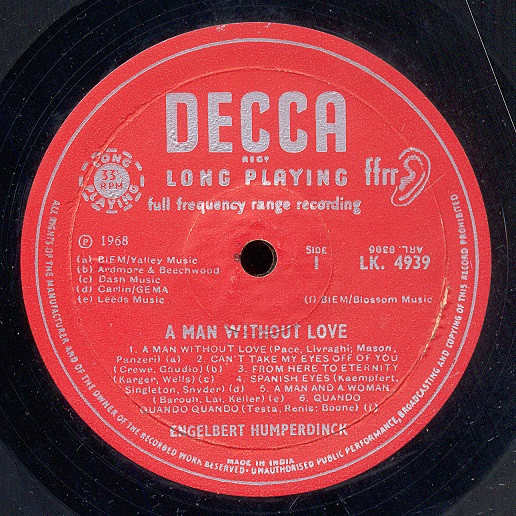 DECCA
REGD
LONG PLAYING
LONG 33 RPM PLAYING
ffrr
full frequency range recording
℗ 1968
SIDE
1
ARL. 8306
LK. 4939
(a) BIEM/Valley Music
(b) Ardmore & Beechwood
(c) Dash Music
(d) Carlin/GEMA
(e) Leeds Music
(f) BIEM/Blossom Music
A MAN WITHOUT LOVE
1. A MAN WITHOUT LOVE (Pace, Livraghi; Mason,
Panzeri) (a) 2. CAN'T TAKE MY EYES OFF OF YOU
(Crewe, Gaudio) (b) 3. FROM HERE TO ETERNITY
(Karger, Wells) (c) 4. SPANISH EYES (Kaempfert,
Singleton, Snyder) (d) 5. A MAN AND A WOMAN
(Barouh, Lai, Keller) (e) 6. QUANDO
QUANDO QUANDO (Testa, Renis; Boone) (f)
ENGELBERT HUMPERDINCK
MADE IN INDIA
ALL RIGHTS OF THE MANUFACTURER AND OF THE OWNER OF THE RECORDED WORK RESERVED · UNAUTHORISED PUBLIC PERFORMANCE, BROADCASTING AND COPYING OF THIS RECORD PROHIBITED